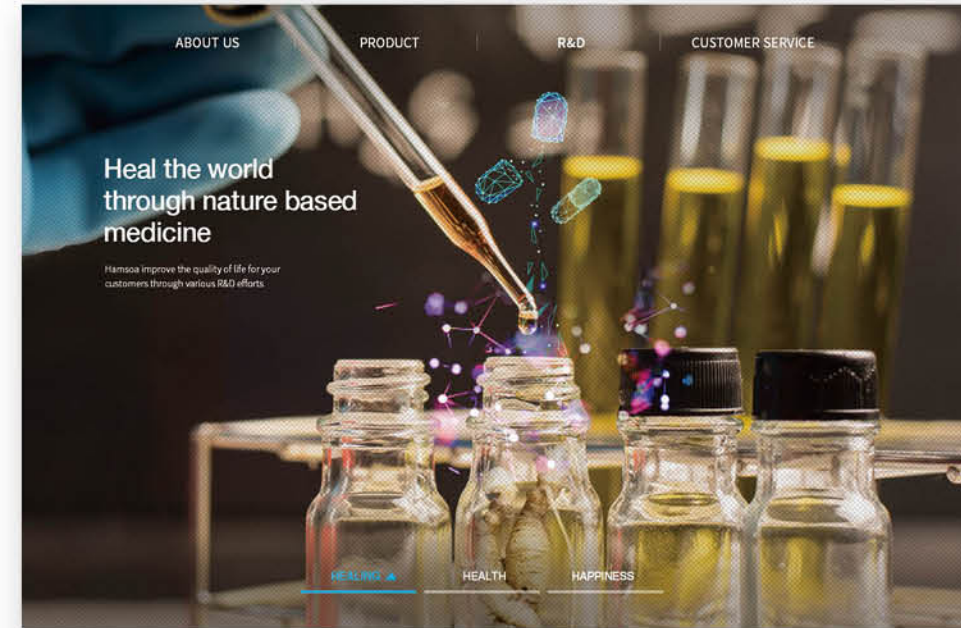 ABOUT US
PRODUCT
R&D
CUSTOMER SERVICE
Heal the world
through nature based
medicine
Hamsoa improve the quality of life for your
customers through various R&D efforts
HEALING
HEALTH
HAPPINESS